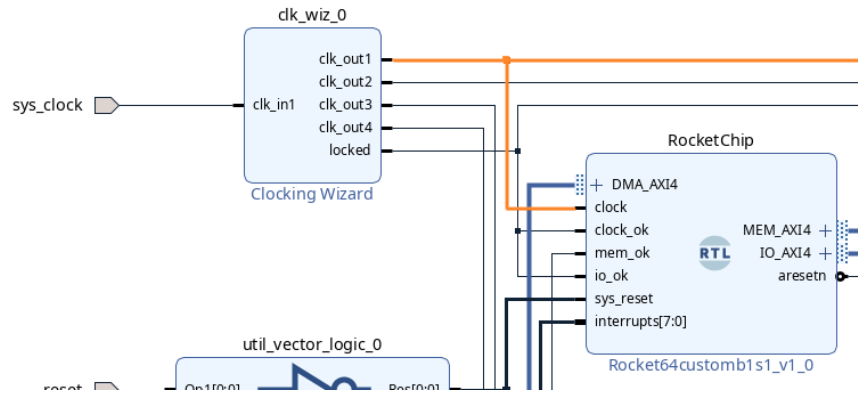 clk_wiz_0
clk_out1
clk_out2
sys_clock
clk_in1
clk_out3
clk_out4
locked
Clocking Wizard
RocketChip
DMA_AXI4
clock
clock_ok
MEM_AXI4
mem_ok
RTL
IO_AXI4
io_ok
aresetn
sys_reset
interrupts[7:0]
util_vector_logic_0
Rocket64customb1s1_v1_0
reset
Op1[0:0]
Res[0:0]